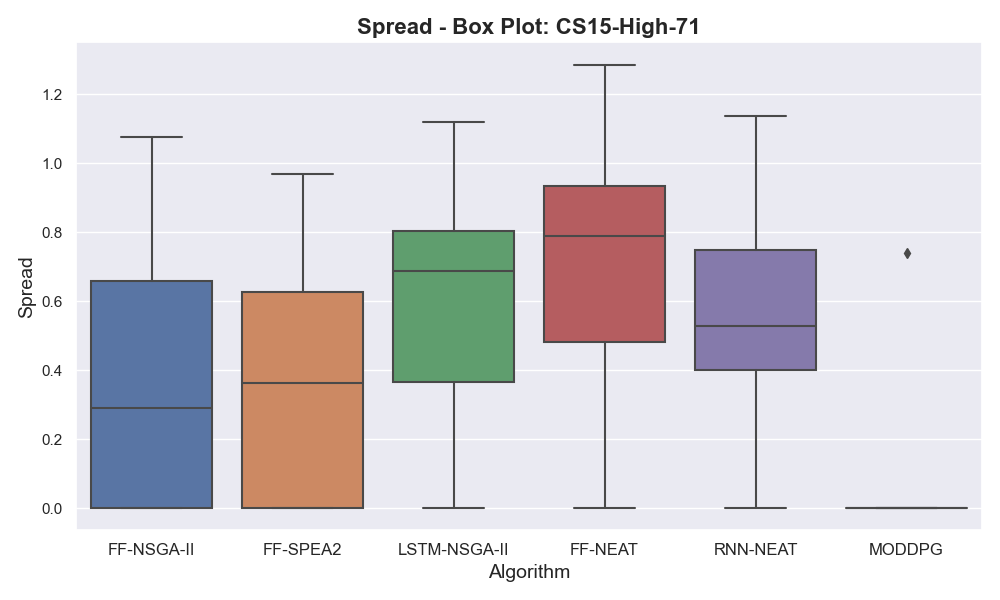 Spread - Box Plot: CS15-High-71
Spread
1.2
1.0
0.8
0.6
0.4
0.2
0.0
FF-NSGA-II FF-SPEA2 LSTM-NSGA-II FF-NEAT RNN-NEAT MODDPG
Algorithm